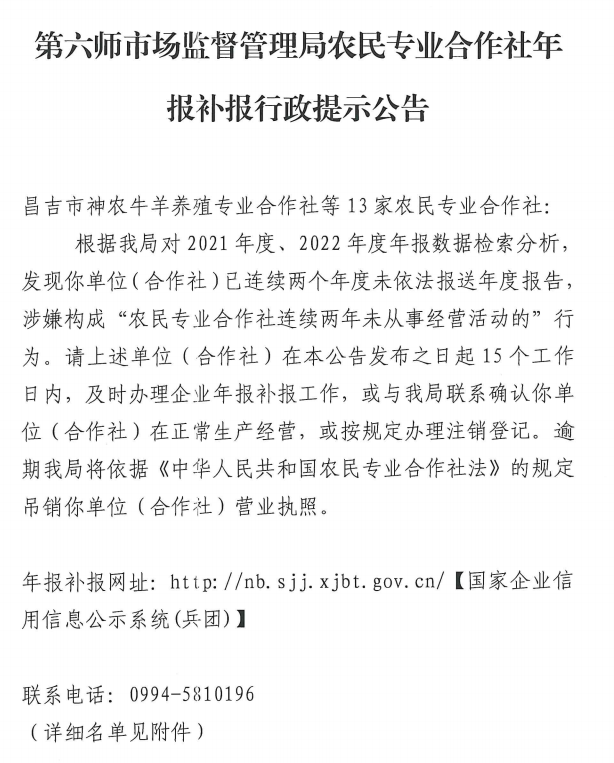 第六师市场监督管理局农民专业合作社年
报补报行政提示公告
昌吉市神农牛羊养殖专业合作社等 13 家农民专业合作社：
根据我局对 2021 年度、2022 年度年报数据检索分析，
发现你单位（合作社）已连续两个年度未依法报送年度报告，
涉嫌构成“农民专业合作社连续两年未从事经营活动的”行
为。请上述单位（合作社）在本公告发布之日起 15 个工作
日内，及时办理企业年报补报工作，或与我局联系确认你单
位（合作社）在正常生产经营，或按规定办理注销登记。逾
期我局将依据《中华人民共和国农民专业合作社法》的规定
吊销你单位（合作社）营业执照。
年报补报网址：http://nb.sjj.xjbt.gov.cn/【国家企业信
用信息公示系统(兵团)】
联系电话：0994-5810196
（详细名单见附件）